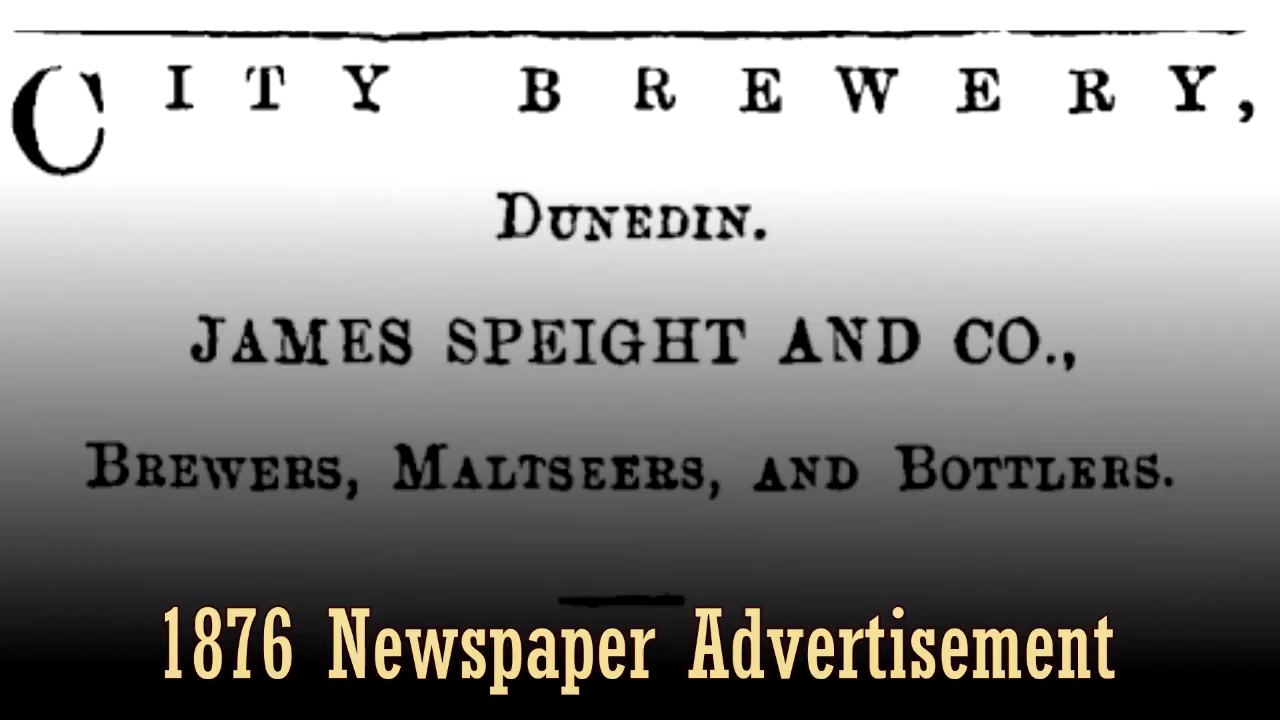 CITY BREWERY,
DUNEDIN.
JAMES SPEIGHT AND CO.,
BREWERS, MALTSEERS, AND BOTTLERS.
1876 Newspaper Advertisement